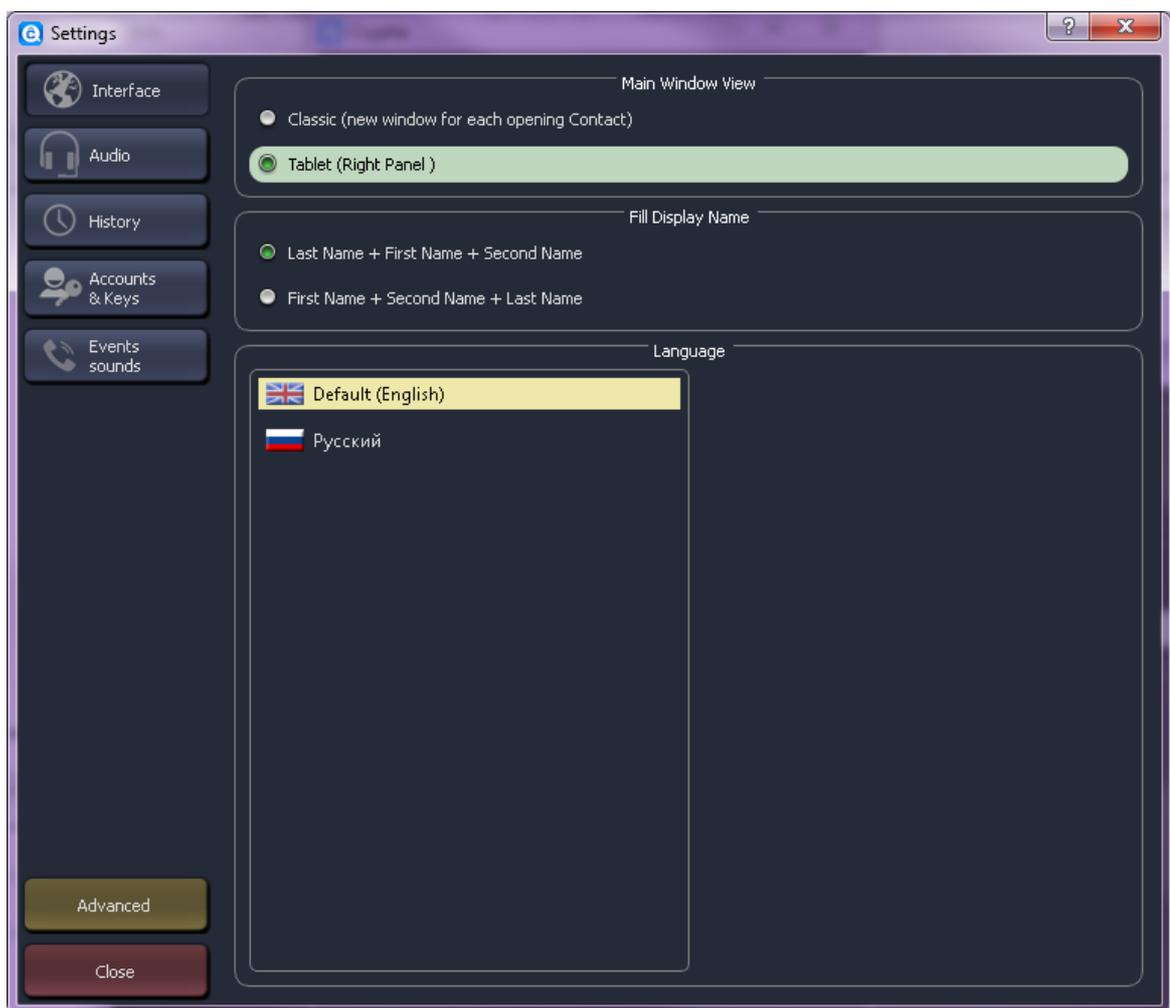 Settings
Interface
Audio
History
Accounts
& Keys
Events
sounds
Advanced
Close
Main Window View
Classic (new window for each opening Contact)
Tablet (Right Panel )
Fill Display Name
Last Name + First Name + Second Name
First Name + Second Name + Last Name
Language
Default (English)
Русский